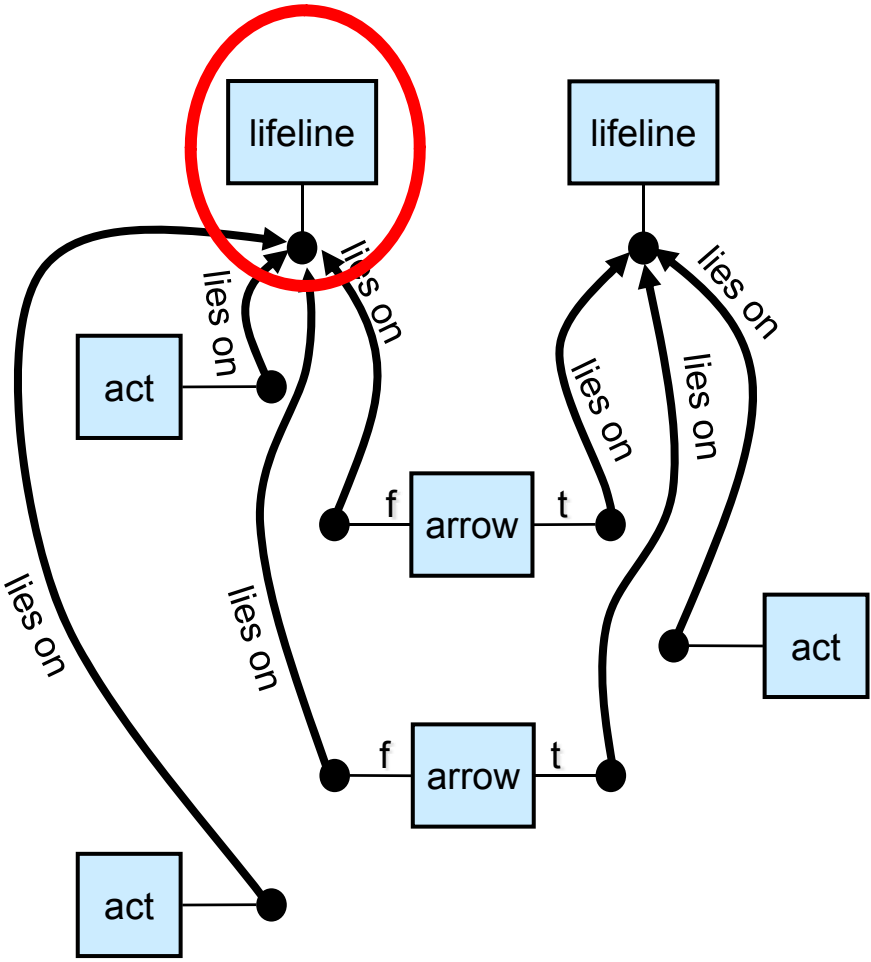 lifeline
lifeline
lies on
lies on
lies on
act
lies on
lies on
f
arrow
t
lies on
lies on
act
f
arrow
t
act